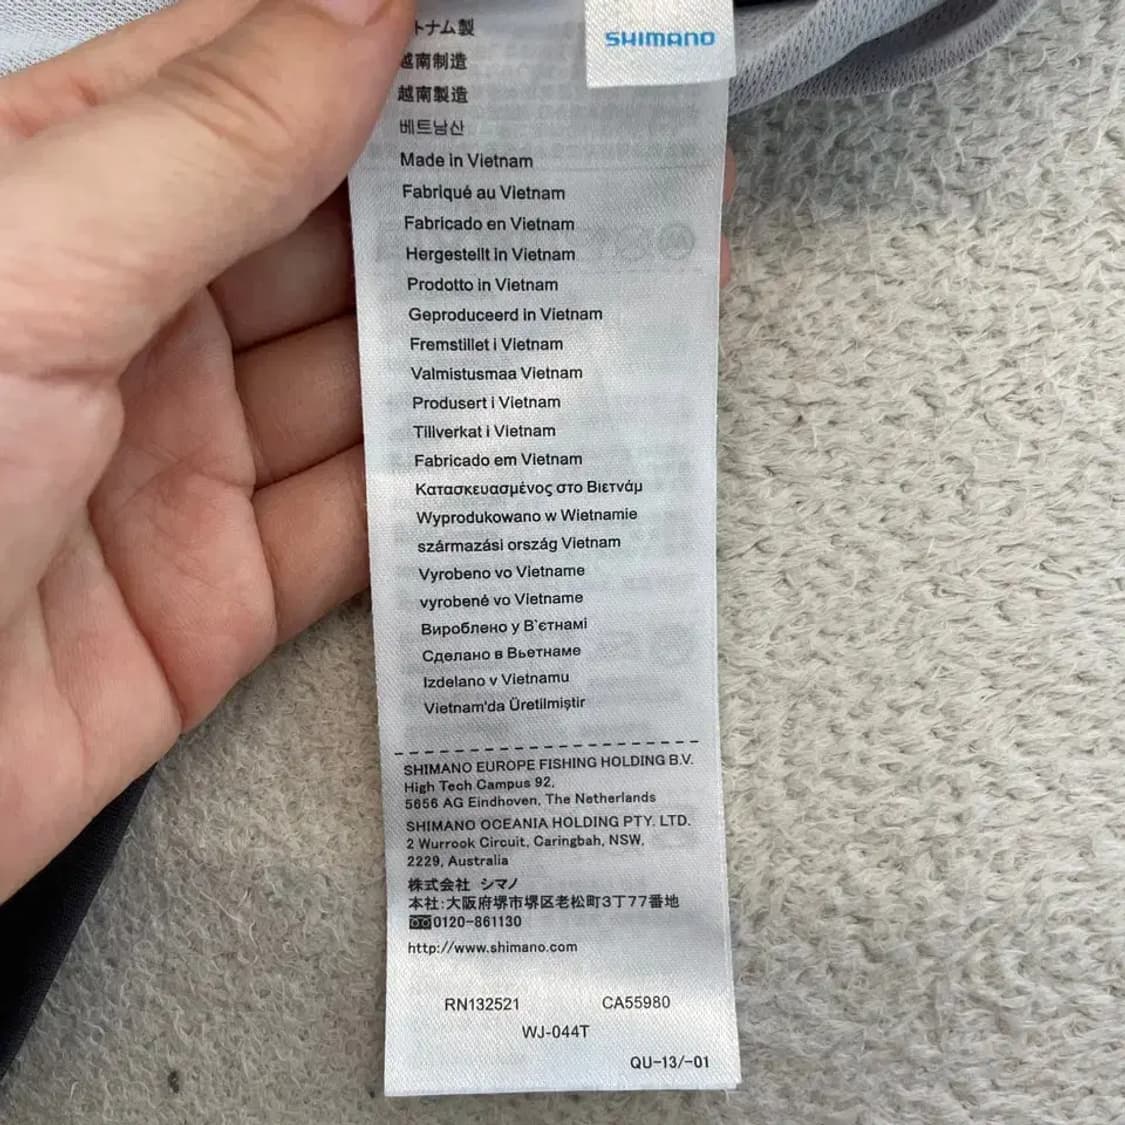 トナム製
越南制造
越南製造
베트남산
Made in Vietnam
Fabriqué au Vietnam
Fabricado en Vietnam
Hergestellt in Vietnam
Prodotto in Vietnam
Geproduceerd in Vietnam
Fremstillet i Vietnam
Valmistusmaa Vietnam
Produsert i Vietnam
Tillverkat i Vietnam
Fabricado em Vietnam
Κατασκευασμένος στο Βιετνάμ
Wyprodukowano w Wietnamie
származási ország Vietnam
Vyrobeno vo Vietname
vyrobené vo Vietname
Вироблено у В`єтнамі
Сделано в Вьетнаме
Izdelano v Vietnamu
Vietnam'da Üretilmiştir
SHIMANO EUROPE FISHING HOLDING B.V.
High Tech Campus 92,
5656 AG Eindhoven, The Netherlands
SHIMANO OCEANIA HOLDING PTY. LTD.
2 Wurrook Circuit, Caringbah, NSW,
2229, Australia
株式会社 シマノ
本社:大阪府堺市堺区老松町3丁77番地
0120-861130
http://www.shimano.com
RN132521 CA55980
WJ-044T
QU-13/-01
SHIMANO